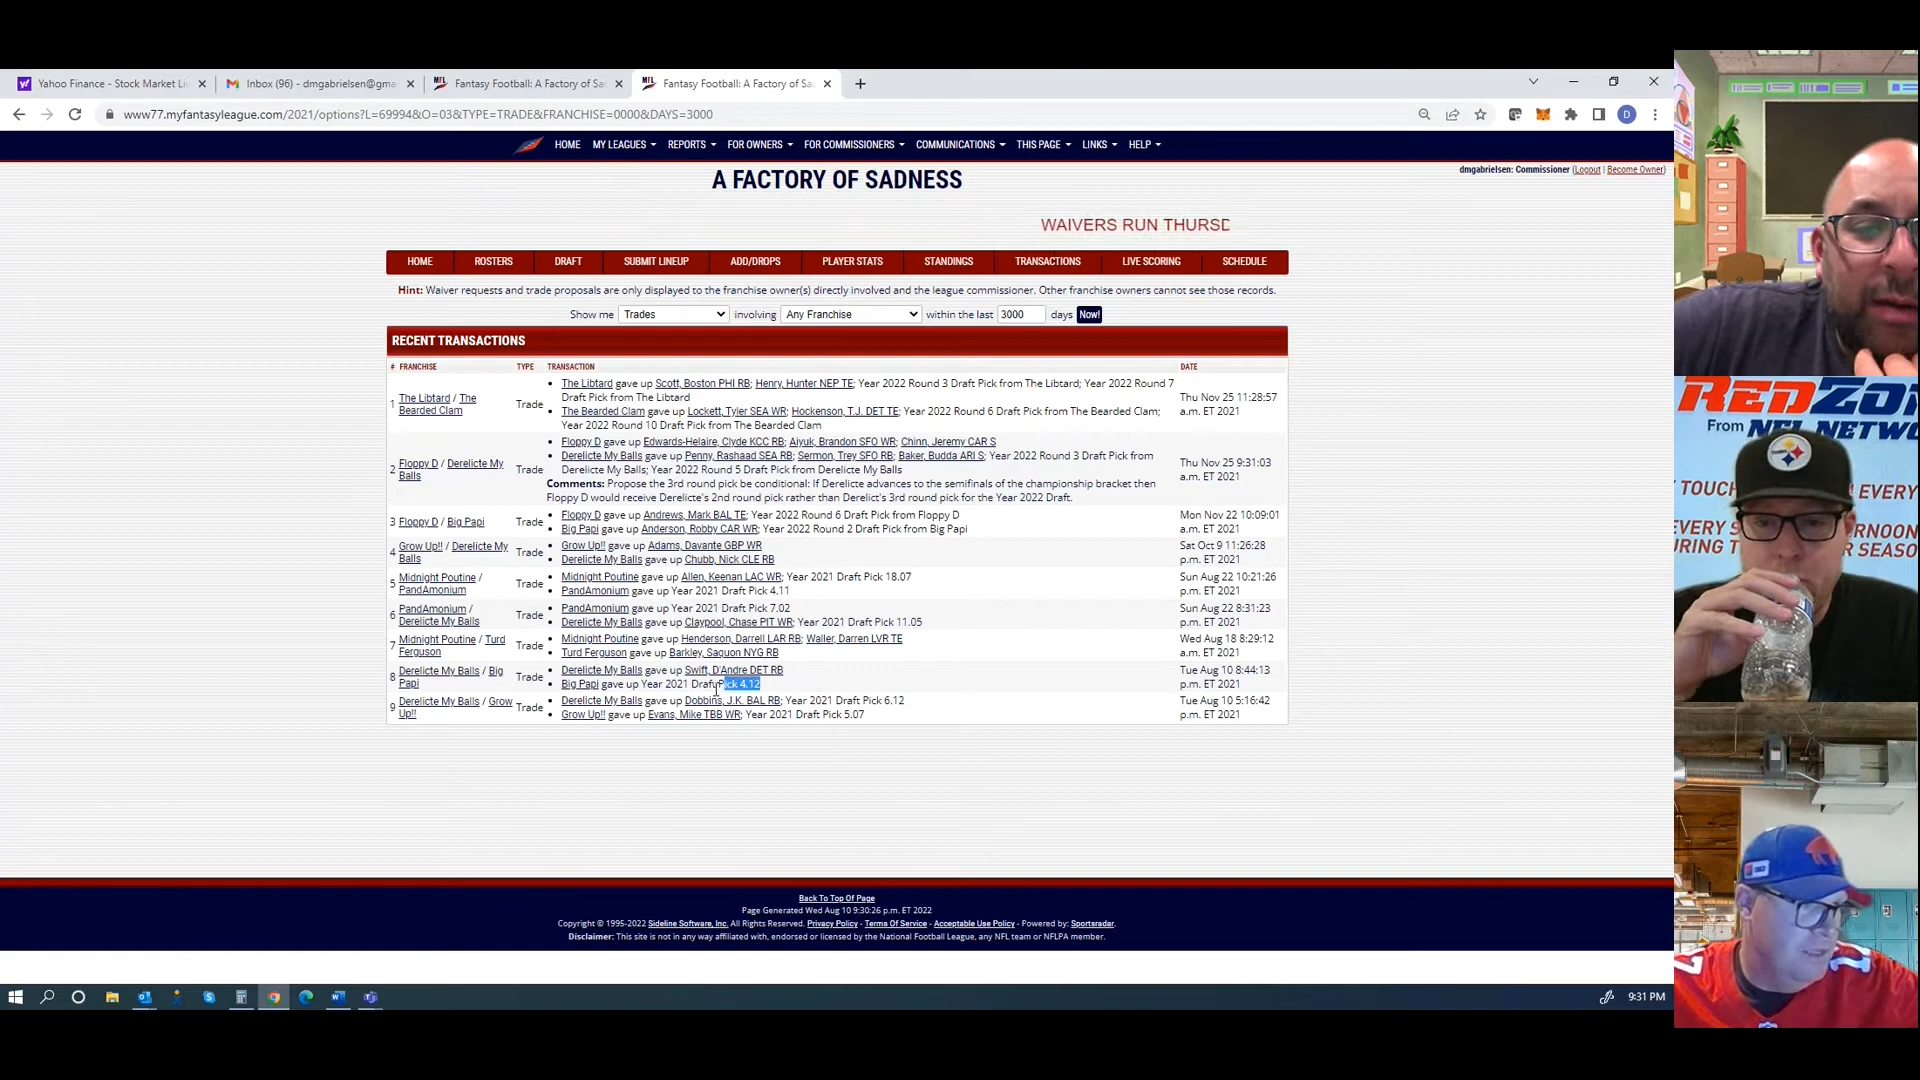 Yahoo Finance - Stock Market Li
Inbox (96) - dmgabrielsen@gma
MFL Fantasy Football: A Factory of Sad
MFL Fantasy Football: A Factory of Sad
www77.myfantasyleague.com/2021/options?L=69994&O=03&TYPE=TRADE&FRANCHISE=0000&DAYS=3000
D
HOME MY LEAGUES REPORTS FOR OWNERS FOR COMMISSIONERS COMMUNICATIONS THIS PAGE LINKS HELP
dmgabrielsen: Commissioner (Logout | Become Owner)
A FACTORY OF SADNESS
WAIVERS RUN THURSD
HOME ROSTERS DRAFT SUBMIT LINEUP ADD/DROPS PLAYER STATS STANDINGS TRANSACTIONS LIVE SCORING SCHEDULE
Hint: Waiver requests and trade proposals are only displayed to the franchise owner(s) directly involved and the league commissioner. Other franchise owners cannot see those records.
Show me Trades involving Any Franchise within the last 3000 days Now!
RECENT TRANSACTIONS
# FRANCHISE TYPE TRANSACTION DATE
1 The Libtard / The Bearded Clam Trade
The Libtard gave up Scott, Boston PHI RB; Henry, Hunter NEP TE; Year 2022 Round 3 Draft Pick from The Libtard; Year 2022 Round 7
Draft Pick from The Libtard
The Bearded Clam gave up Lockett, Tyler SEA WR; Hockenson, T.J. DET TE; Year 2022 Round 6 Draft Pick from The Bearded Clam;
Year 2022 Round 10 Draft Pick from The Bearded Clam
Thu Nov 25 11:28:57
a.m. ET 2021
2 Floppy D / Derelicte My Balls Trade
Floppy D gave up Edwards-Helaire, Clyde KCC RB; Aiyuk, Brandon SFO WR; Chinn, Jeremy CAR S
Derelicte My Balls gave up Penny, Rashaad SEA RB; Sermon, Trey SFO RB; Baker, Budda ARI S; Year 2022 Round 3 Draft Pick from
Derelicte My Balls; Year 2022 Round 5 Draft Pick from Derelicte My Balls
Comments: Propose the 3rd round pick be conditional: If Derelicte advances to the semifinals of the championship bracket then
Floppy D would receive Derelicte's 2nd round pick rather than Derelict's 3rd round pick for the Year 2022 Draft.
Thu Nov 25 9:31:03
a.m. ET 2021
3 Floppy D / Big Papi Trade
Floppy D gave up Andrews, Mark BAL TE; Year 2022 Round 6 Draft Pick from Floppy D
Big Papi gave up Anderson, Robby CAR WR; Year 2022 Round 2 Draft Pick from Big Papi
Mon Nov 22 10:09:01
a.m. ET 2021
4 Grow Up!! / Derelicte My Balls Trade
Grow Up!! gave up Adams, Davante GBP WR
Derelicte My Balls gave up Chubb, Nick CLE RB
Sat Oct 9 11:26:28
p.m. ET 2021
5 Midnight Poutine / PandAmonium Trade
Midnight Poutine gave up Allen, Keenan LAC WR; Year 2021 Draft Pick 18.07
PandAmonium gave up Year 2021 Draft Pick 4.11
Sun Aug 22 10:21:26
p.m. ET 2021
6 PandAmonium / Derelicte My Balls Trade
PandAmonium gave up Year 2021 Draft Pick 7.02
Derelicte My Balls gave up Claypool, Chase PIT WR; Year 2021 Draft Pick 11.05
Sun Aug 22 8:31:23
p.m. ET 2021
7 Midnight Poutine / Turd Ferguson Trade
Midnight Poutine gave up Henderson, Darrell LAR RB; Waller, Darren LVR TE
Turd Ferguson gave up Barkley, Saquon NYG RB
Wed Aug 18 8:29:12
p.m. ET 2021
8 Derelicte My Balls / Big Papi Trade
Derelicte My Balls gave up Swift, D'Andre DET RB
Big Papi gave up Year 2021 Draft Pick 4.12
Tue Aug 10 8:44:13
p.m. ET 2021
9 Derelicte My Balls / Grow Up!! Trade
Derelicte My Balls gave up Dobbins, J.K. BAL RB; Year 2021 Draft Pick 6.12
Grow Up!! gave up Evans, Mike TBB WR; Year 2021 Draft Pick 5.07
Tue Aug 10 5:16:42
p.m. ET 2021
Back To Top Of Page
Page Generated Wed Aug 10 9:30:26 p.m. ET 2022
Copyright © 1995-2022 Sideline Software, Inc. All Rights Reserved. Privacy Policy - Terms Of Service - Acceptable Use Policy - Powered by: Sportsradar.
Disclaimer: This site is not in any way affiliated with, endorsed or licensed by the National Football League, any NFL team or NFLPA member.
9:31 PM
REDZO
From NFL NETW
TOUCH
EVERY
EVERY S
RNOON
URING T
R SEASO